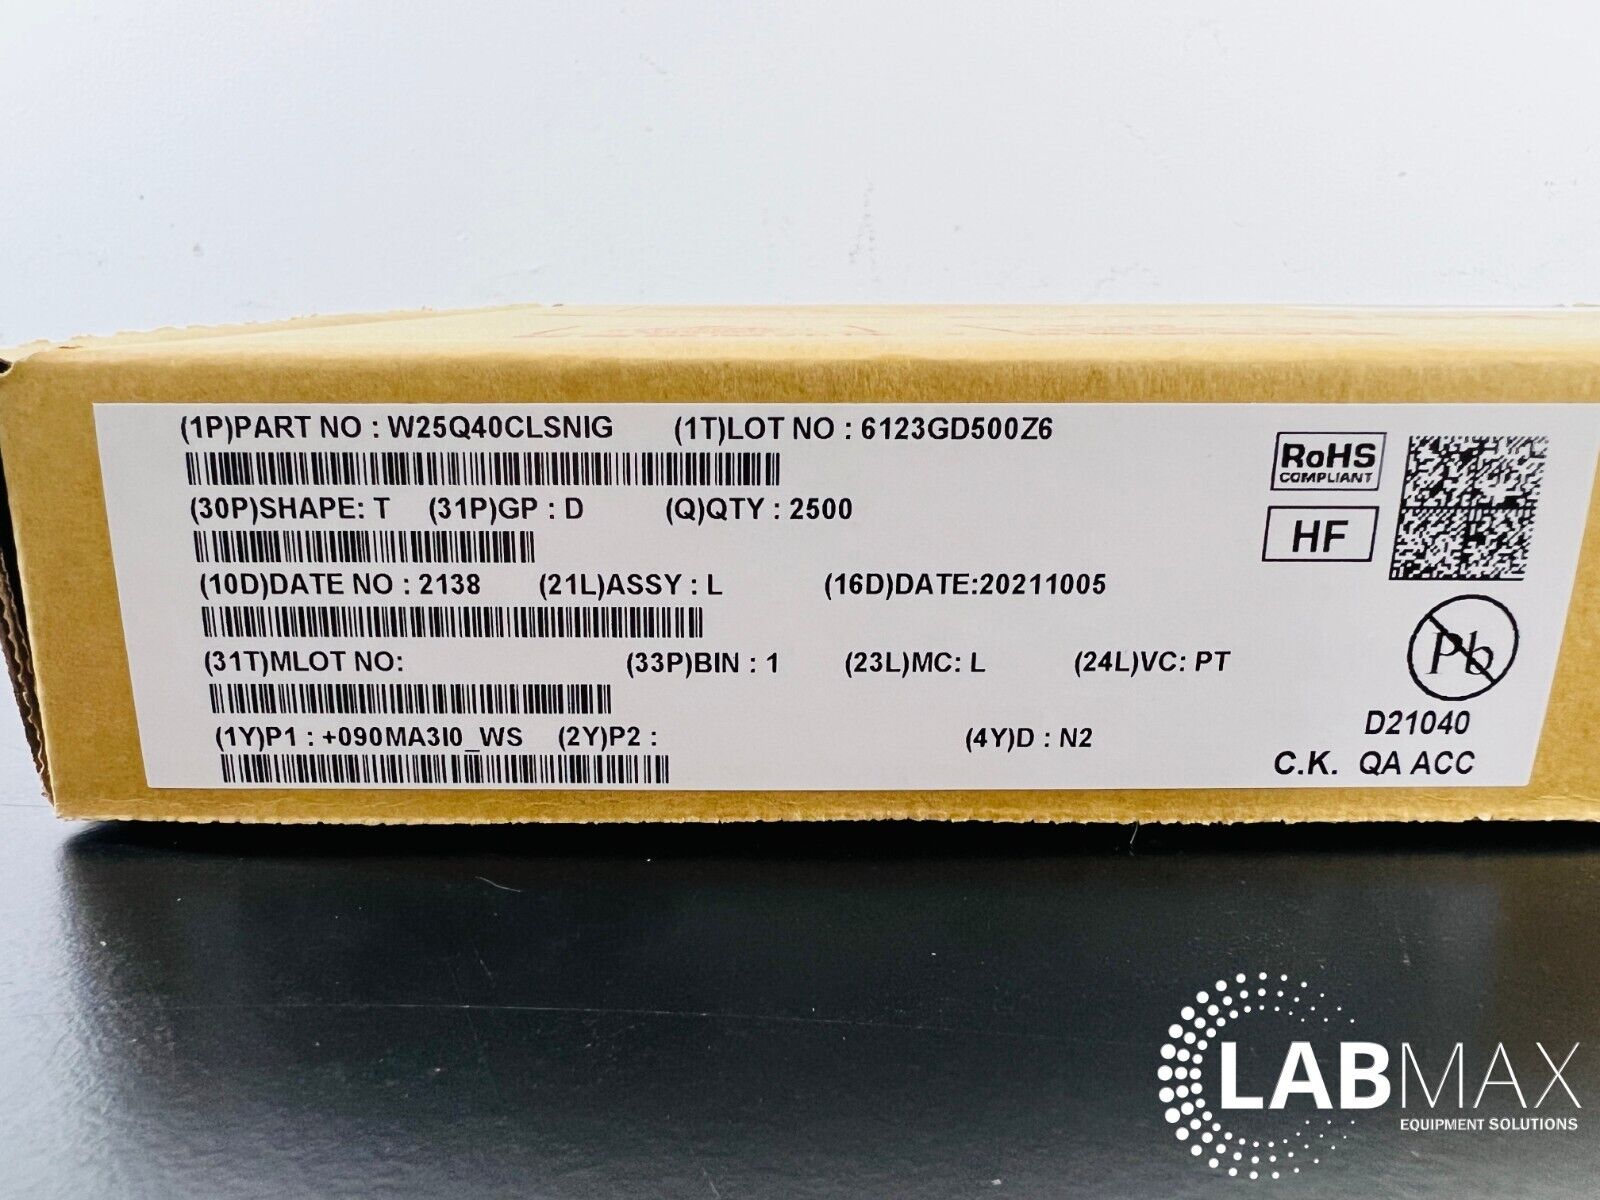 (1P)PART NO : W25Q40CLSNIG (1T)LOT NO : 6123GD500Z6
(30P)SHAPE: T (31P)GP : D (Q)QTY : 2500
(10D)DATE NO : 2138 (21L)ASSY : L (16D)DATE:20211005
(31T)MLOT NO: (33P)BIN : 1 (23L)MC: L (24L)VC: PT
(1Y)P1 : +090MA3I0_WS (2Y)P2 : (4Y)D : N2
RoHS
COMPLIANT
HF
Pb
D21040
C.K. QA ACC
LABMAX
EQUIPMENT SOLUTIONS